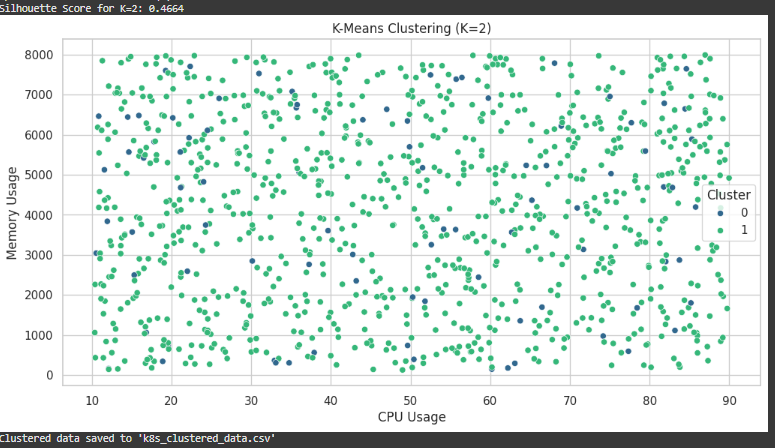 Silhouette Score for K=2: 0.4664
K-Means Clustering (K=2)
8000
7000
6000
5000
4000
3000
2000
1000
0
Memory Usage
Cluster
0
1
10 20 30 40 50 60 70 80 90
CPU Usage
Clustered data saved to 'k8s_clustered_data.csv'